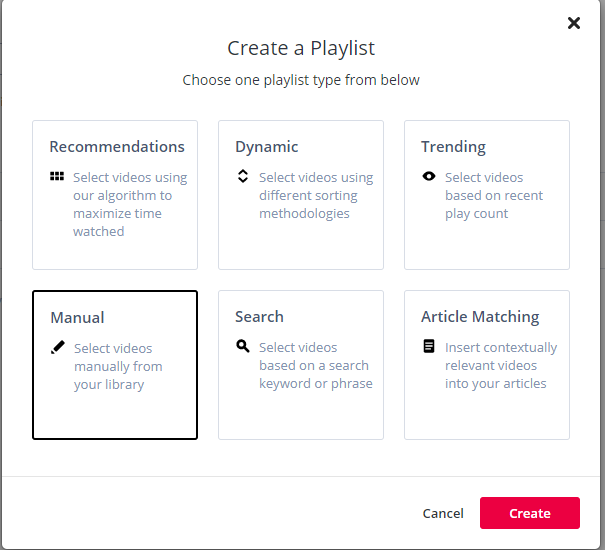 Create a Playlist
Choose one playlist type from below
Recommendations
Select videos using
our algorithm to
maximize time
watched
Dynamic
Select videos using
different sorting
methodologies
Trending
Select videos
based on recent
play count
Manual
Select videos
manually from
your library
Search
Select videos
based on a search
keyword or phrase
Article Matching
Insert contextually
relevant videos
into your articles
Cancel
Create